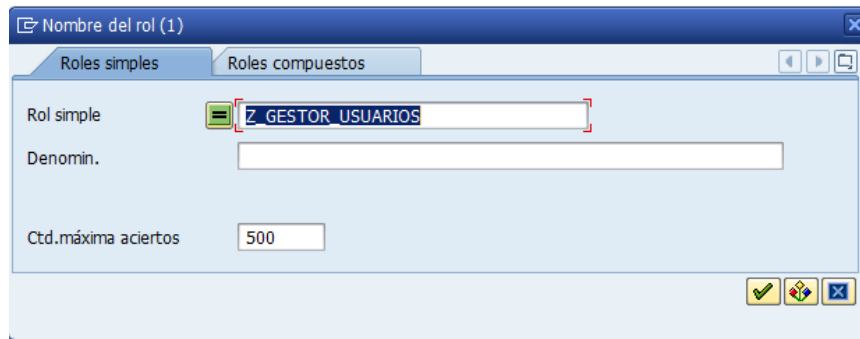 Nombre del rol (1)
Roles simples Roles compuestos
Rol simple Z_GESTOR_USUARIOS
Denomin.
Ctd.máxima aciertos 500